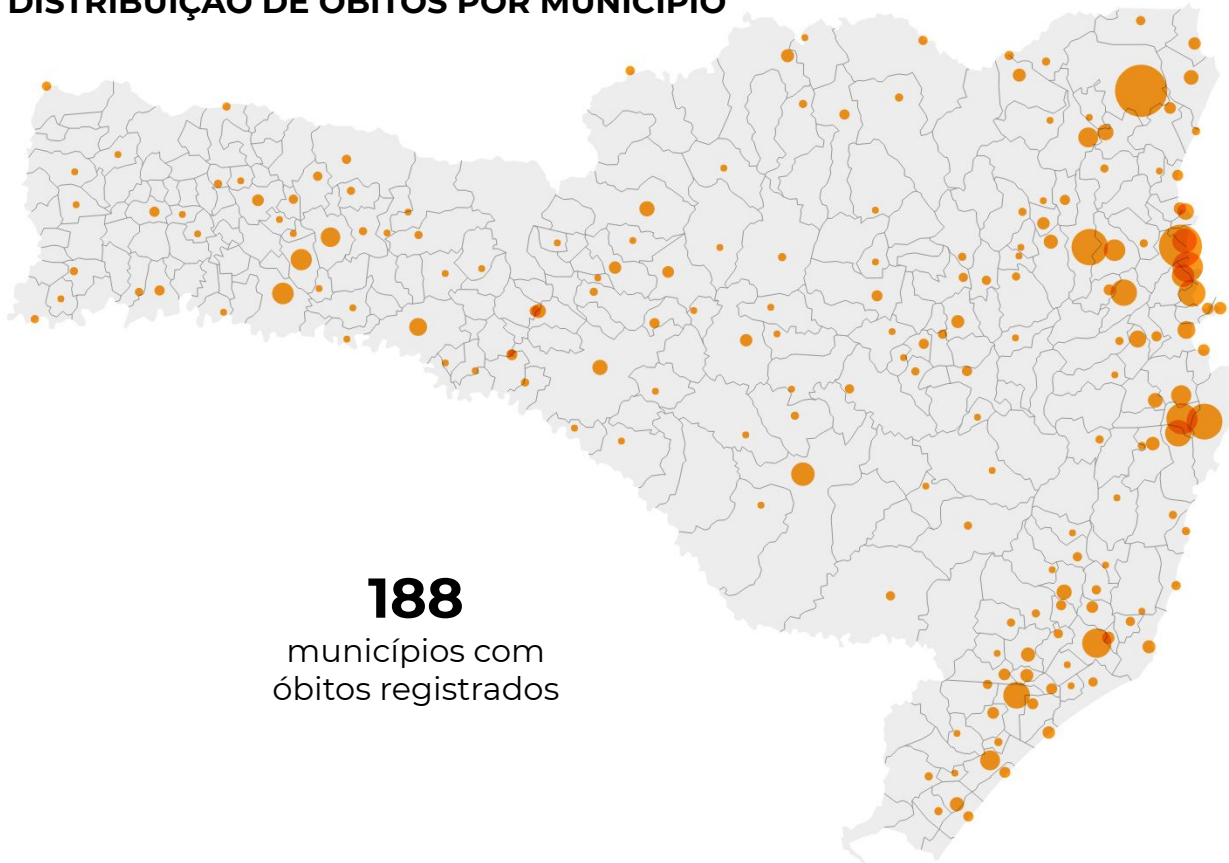 DISTRIBUIÇÃO DE ÓBITOS POR MUNICÍPIO
188
municípios com
óbitos registrados